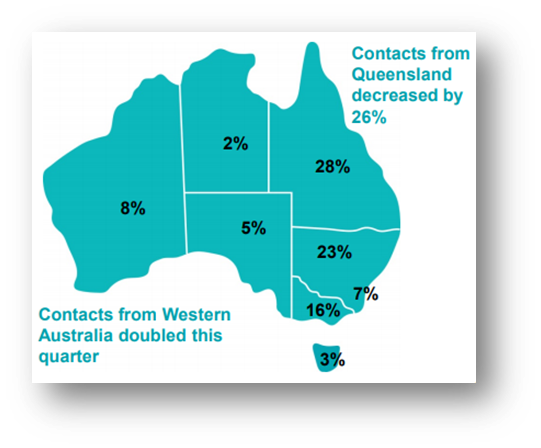 Contacts from
Queensland
decreased by
26%
2%
28%
8%
5%
23%
7%
16%
Contacts from Western
Australia doubled this
quarter
3%